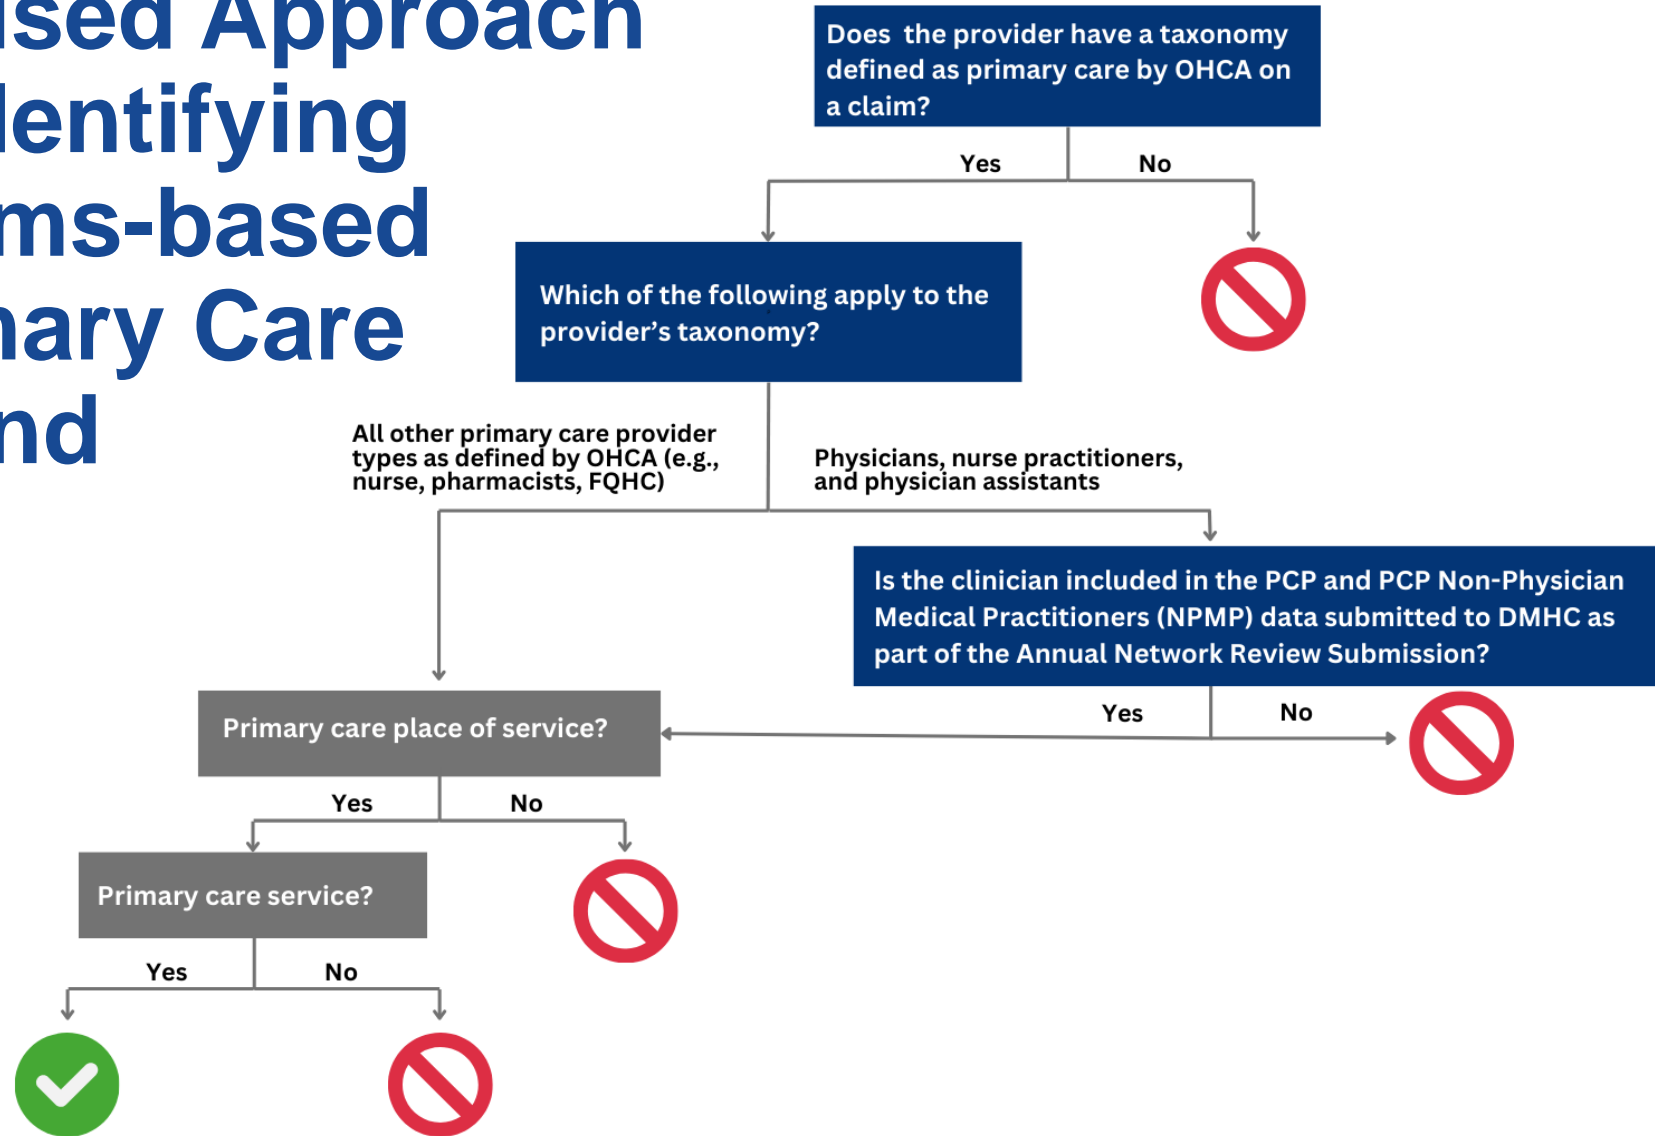 ised Approach
dentifying
ms-based
nary Care
nd
Does the provider have a taxonomy
defined as primary care by OHCA on
a claim?
Yes
No
Which of the following apply to the
provider's taxonomy?
All other primary care provider
types as defined by OHCA (e.g.,
nurse, pharmacists, FQHC)
Physicians, nurse practitioners,
and physician assistants
Is the clinician included in the PCP and PCP Non-Physician
Medical Practitioners (NPMP) data submitted to DMHC as
part of the Annual Network Review Submission?
Yes
No
Primary care place of service?
Yes
No
Primary care service?
Yes
No